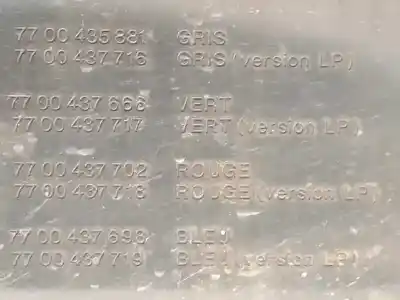 77 00 435 881 GRIS
77 00 437 716 GRIS (version LP)
77 00 437 666 VERT
77 00 437 717 VERT (version LP)
77 00 437 702 ROUGE
77 00 437 718 ROUGE (version LP)
77 00 437 698 BLEU
77 00 437 719 BLEU (version LP)